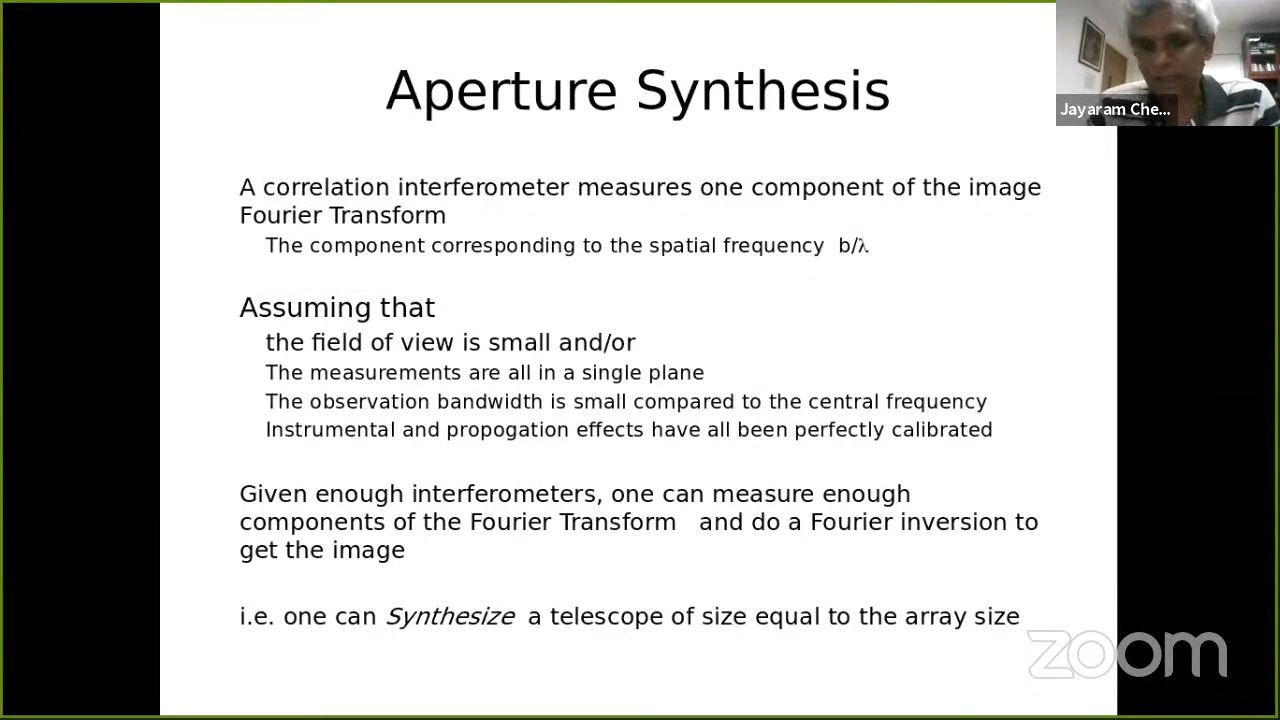 Aperture Synthesis
Jayaram Che...
A correlation interferometer measures one component of the image
Fourier Transform
The component corresponding to the spatial frequency b/λ
Assuming that
the field of view is small and/or
The measurements are all in a single plane
The observation bandwidth is small compared to the central frequency
Instrumental and propogation effects have all been perfectly calibrated
Given enough interferometers, one can measure enough
components of the Fourier Transform and do a Fourier inversion to
get the image
i.e. one can Synthesize a telescope of size equal to the array size
zoom